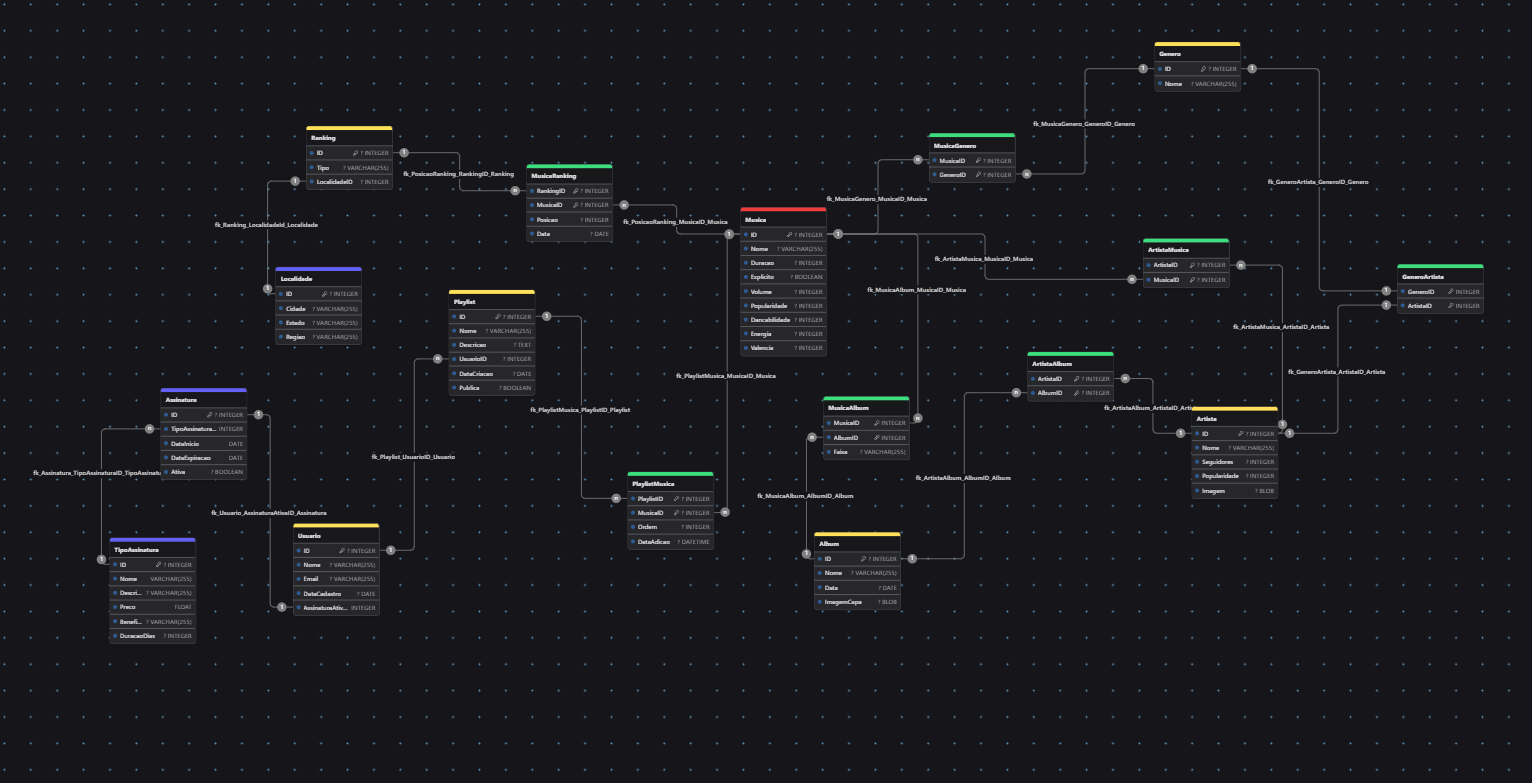 Genero
ID ? INTEGER
Nome ? VARCHAR(255)
fk_MusicaGenero_GeneroID_Genero
Ranking
ID ? INTEGER
Tipo ? VARCHAR(255)
LocalidadeID ? INTEGER
fk_PosicaoRanking_RankingID_Ranking
MusicaGenero
MusicaID ? INTEGER
GeneroID ? INTEGER
fk_GeneroArtista_GeneroID_Genero
MusicaRanking
RankingID ? INTEGER
MusicaID ? INTEGER
Posicao ? INTEGER
Data ? DATE
fk_MusicaGenero_MusicaID_Musica
fk_PosicaoRanking_MusicaID_Musica
fk_Ranking_LocalidadeId_Localidade
Musica
ID ? INTEGER
Nome ? VARCHAR(255)
Duracao ? INTEGER
Explicito ? BOOLEAN
Volume ? INTEGER
Popularidade ? INTEGER
Dancabilidade ? INTEGER
Energia ? INTEGER
Valencia ? INTEGER
ArtistaMusica
ArtistaID ? INTEGER
MusicaID ? INTEGER
fk_ArtistaMusica_MusicaID_Musica
fk_MusicaAlbum_MusicaID_Musica
GeneroArtista
GeneroID ? INTEGER
ArtistaID ? INTEGER
Localidade
ID ? INTEGER
Cidade ? VARCHAR(255)
Estado ? VARCHAR(255)
Regiao ? VARCHAR(255)
Playlist
ID ? INTEGER
Nome ? VARCHAR(255)
Descricao ? TEXT
UsuarioID ? INTEGER
DataCriacao ? DATE
Publica ? BOOLEAN
fk_ArtistaMusica_ArtistaID_Artista
fk_GeneroArtista_ArtistaID_Artista
fk_PlaylistMusica_MusicaID_Musica
ArtistaAlbum
ArtistaID ? INTEGER
AlbumID ? INTEGER
fk_ArtistaAlbum_ArtistaID_Arti
Assinatura
ID ? INTEGER
TipoAssinatura... INTEGER
DataInicio DATE
DataExpiracao DATE
Ativa ? BOOLEAN
fk_PlaylistMusica_PlaylistID_Playlist
MusicaAlbum
MusicaID ? INTEGER
AlbumID ? INTEGER
Faixa ? VARCHAR(255)
Artista
ID ? INTEGER
Nome ? VARCHAR(255)
Seguidores ? INTEGER
Popularidade ? INTEGER
Imagem ? BLOB
fk_Playlist_UsuarioID_Usuario
fk_Assinatura_TipoAssinaturaID_TipoAssinatu
fk_ArtistaAlbum_AlbumID_Album
PlaylistMusica
PlaylistID ? INTEGER
MusicaID ? INTEGER
Ordem ? INTEGER
DataAdicao ? DATETIME
fk_MusicaAlbum_AlbumID_Album
fk_Usuario_AssinaturaAtivaID_Assinatura
Usuario
ID ? INTEGER
Nome ? VARCHAR(255)
Email ? VARCHAR(255)
DataCadastro ? DATE
AssinaturaAtiv... INTEGER
TipoAssinatura
ID ? INTEGER
Nome VARCHAR(255)
Descri... ? VARCHAR(255)
Preco FLOAT
Benefi... ? VARCHAR(255)
DuracaoDias ? INTEGER
Album
ID ? INTEGER
Nome ? VARCHAR(255)
Data ? DATE
ImagemCapa ? BLOB